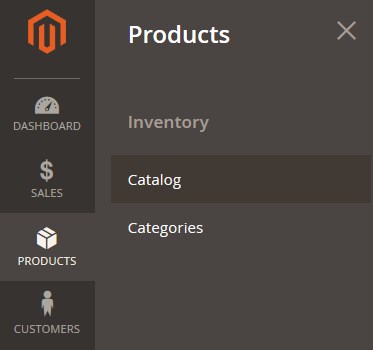 Products
Inventory
Catalog
Categories
DASHBOARD
$
SALES
PRODUCTS
CUSTOMERS